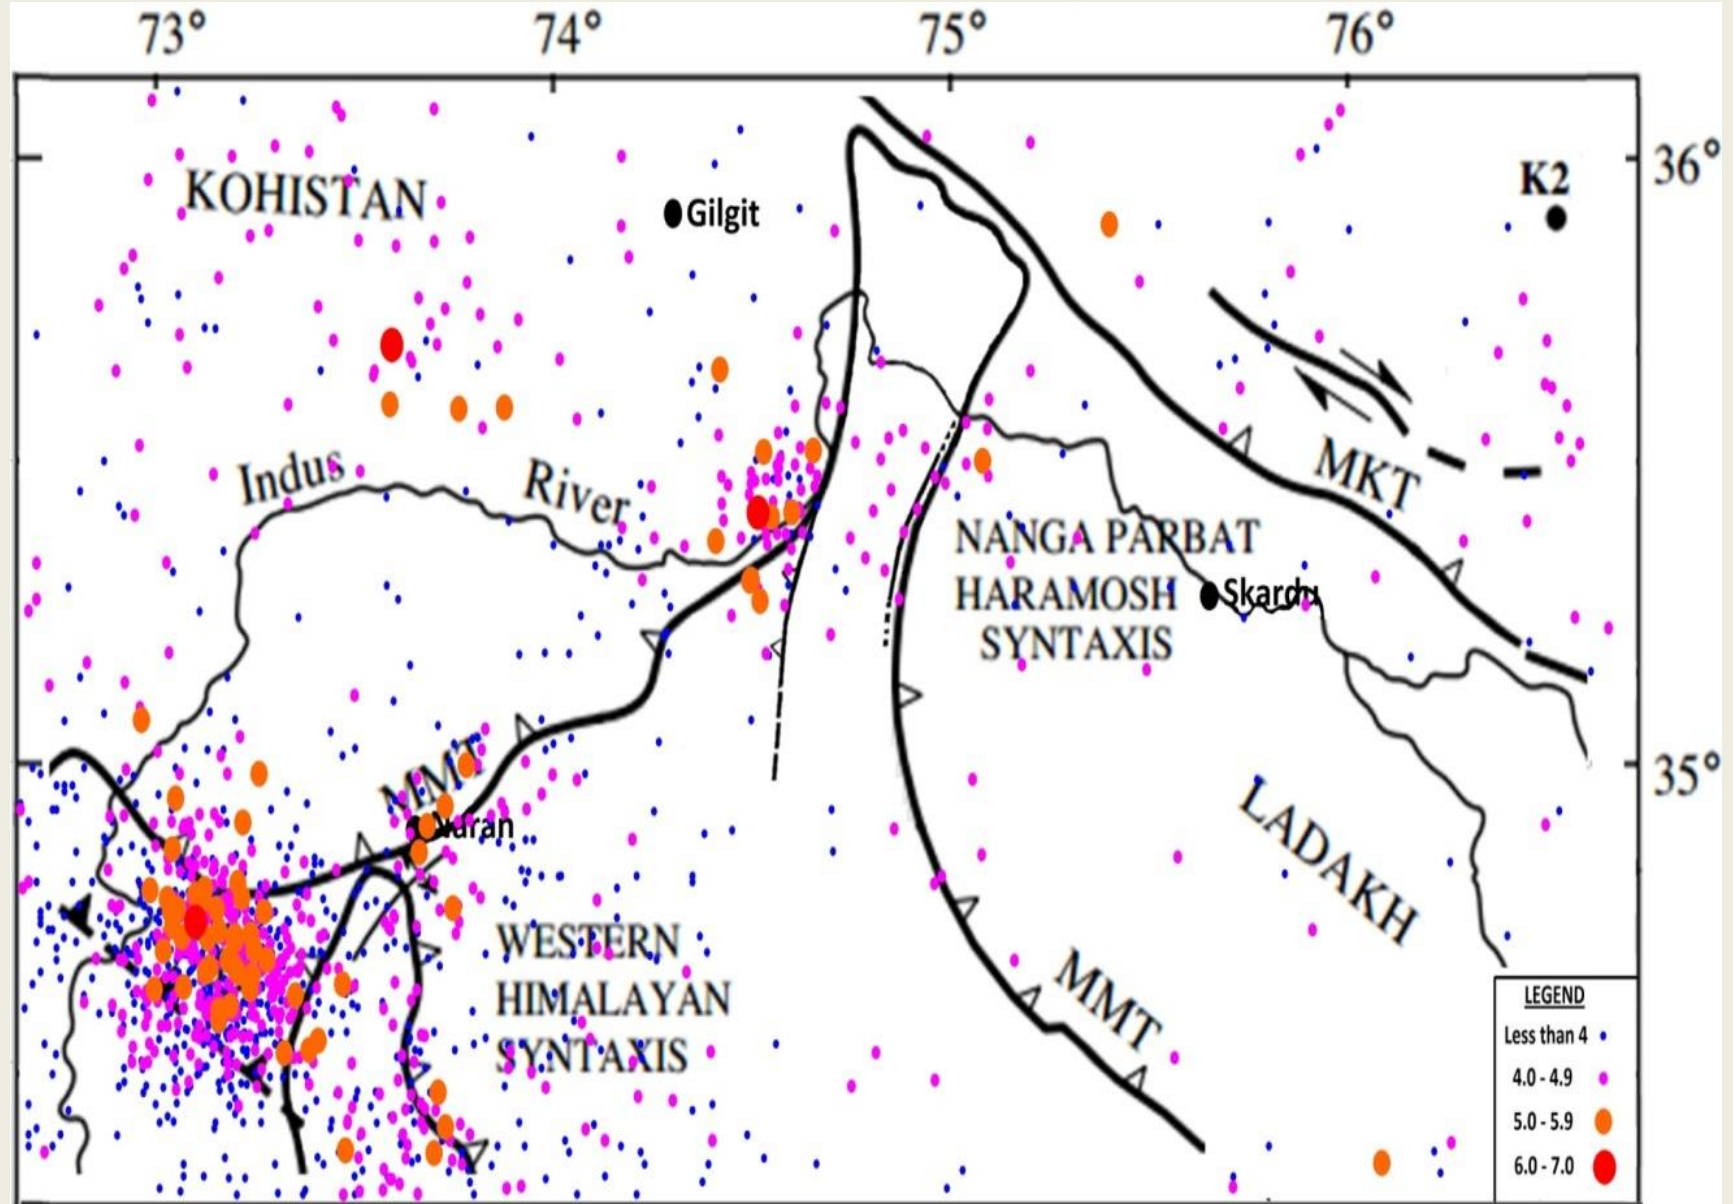 73°
74°
75°
76°
36°
K2
KOHISTAN
Gilgit
MKT
Indus
River
NANGA PARBAT
HARAMOSH
SYNTAXIS
Skardu
35°
MMT
Naran
LADAKH
WESTERN
HIMALAYAN
SYNTAXIS
MMT
LEGEND
Less than 4
4.0 - 4.9
5.0 - 5.9
6.0 - 7.0